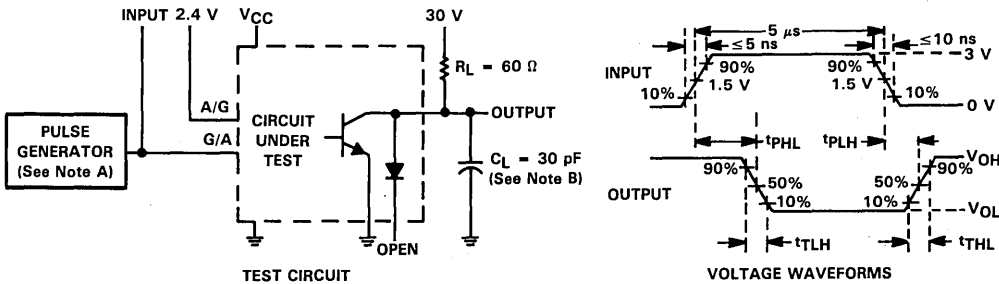 INPUT 2.4 V VCC 30 V
RL = 60 Ω
A/G
G/A
CIRCUIT
UNDER
TEST
OUTPUT
PULSE
GENERATOR
(See Note A)
CL = 30 pF
(See Note B)
OPEN
TEST CIRCUIT
5 μs
≤5 ns
≤10 ns
3 V
INPUT
90%
90%
1.5 V
1.5 V
10%
10%
0 V
tPHL
tPLH
VOH
90%
90%
OUTPUT
50%
50%
10%
10%
VOL
tTLH
tTHL
VOLTAGE WAVEFORMS